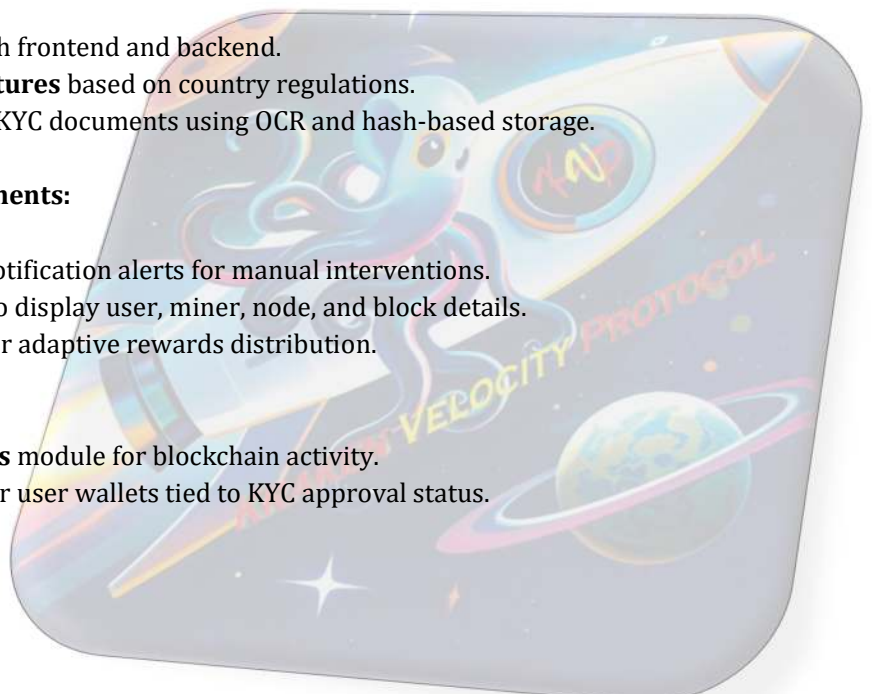 h frontend and backend.
tures based on country regulations.
KYC documents using OCR and hash-based storage.
nents:
otification alerts for manual interventions.
o display user, miner, node, and block details.
r adaptive rewards distribution.
s module for blockchain activity.
r user wallets tied to KYC approval status.
KRAKEN VELOCITY PROTOCOL